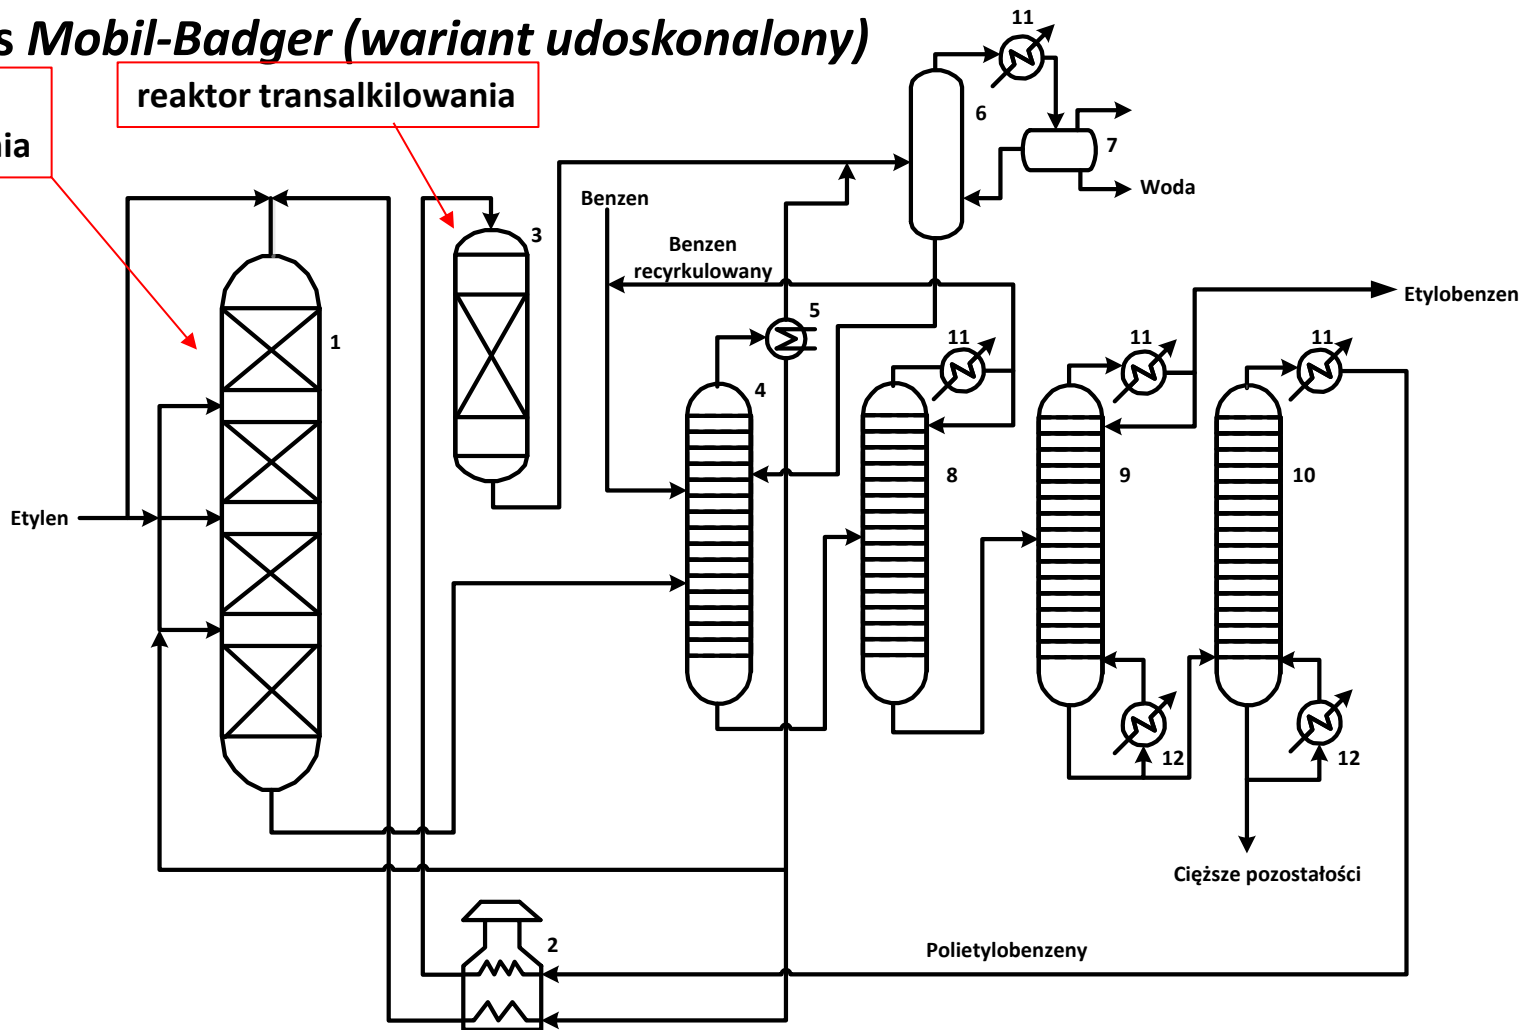 s Mobil-Badger (wariant udoskonalony)
11
reaktor transalkilowania
6
nia
7
Woda
Benzen
3
Benzen
recyrkulowany
Etylobenzen
5
1
11
11
11
4
8
9
10
Etylen
12
12
Cięższe pozostałości
2
Polietylobenzeny